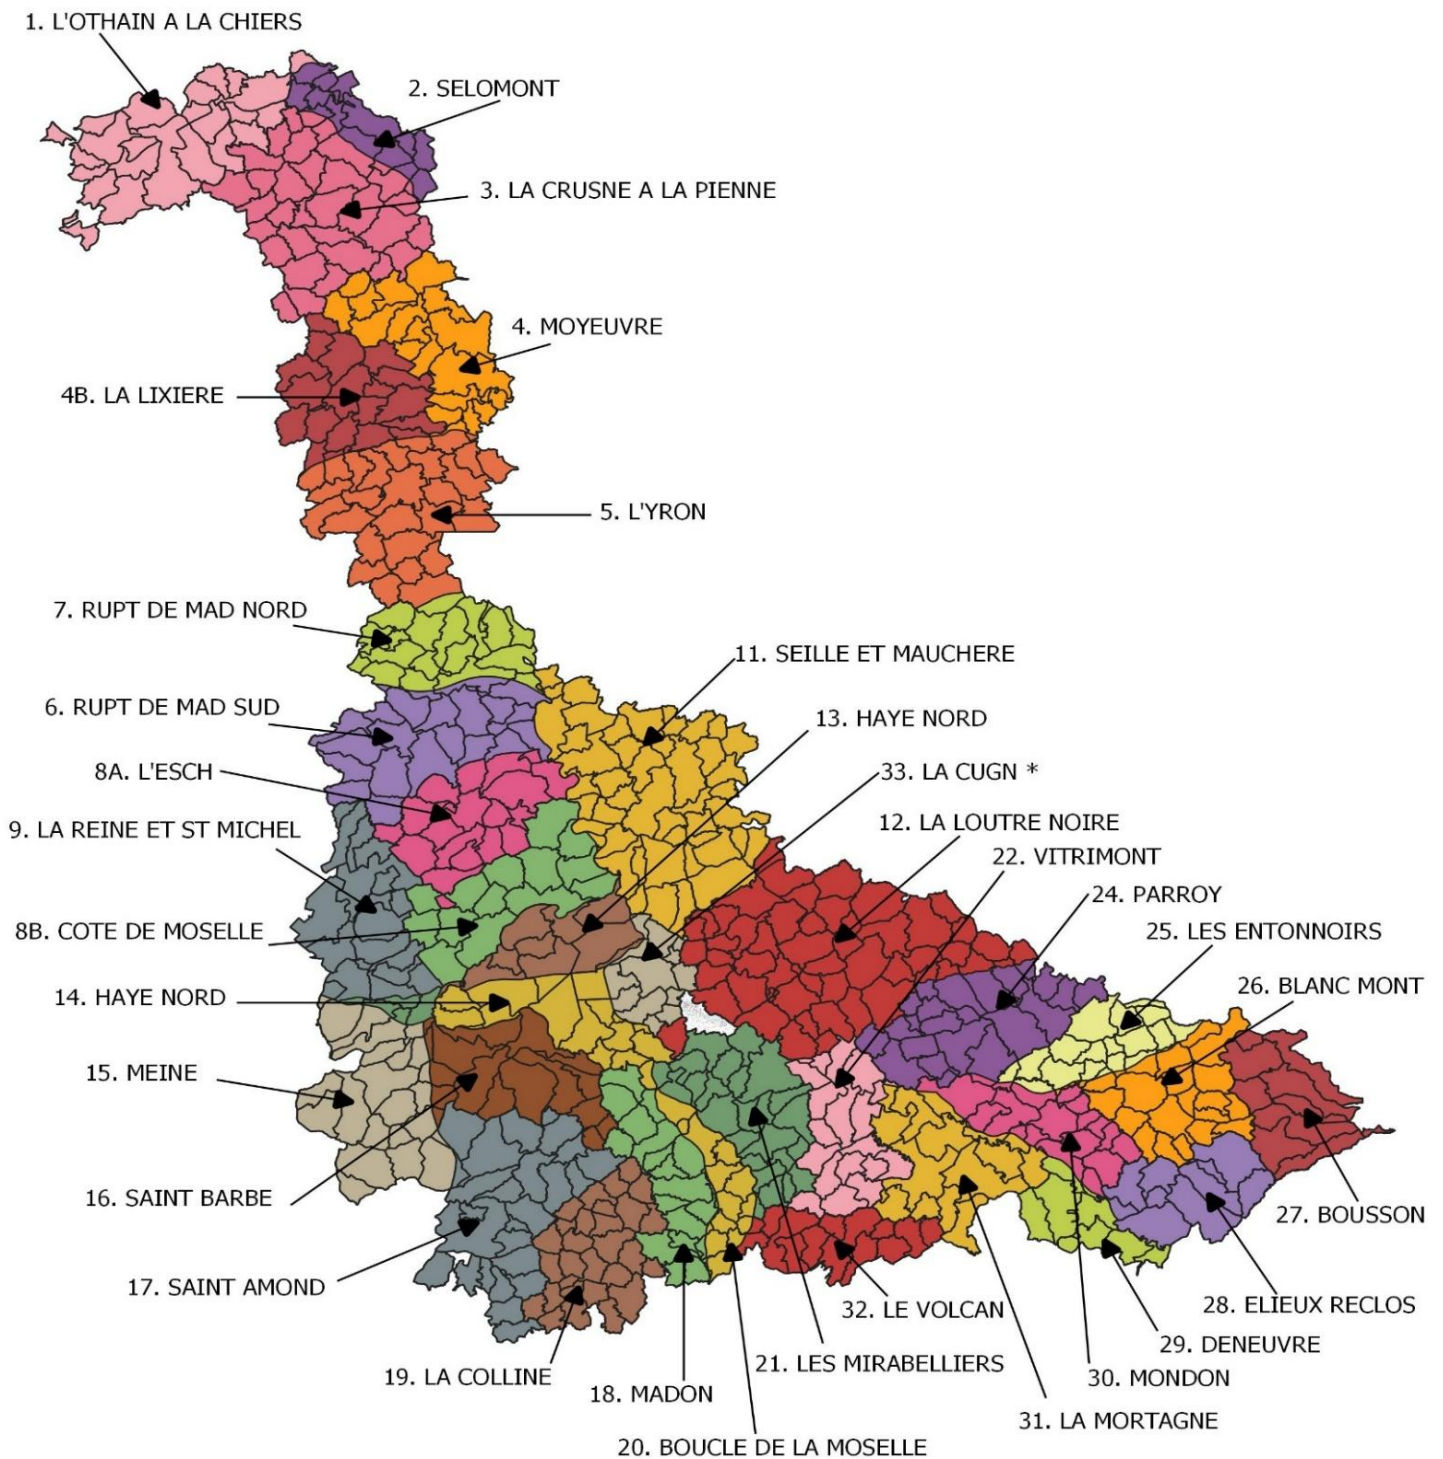 1. L'OTHAIN A LA CHIERS
2. SELOMONT
3. LA CRUSNE A LA PIENNE
4. MOYEUVRE
4B. LA LIXIERE
5. L'YRON
7. RUPT DE MAD NORD
11. SEILLE ET MAUCHERE
6. RUPT DE MAD SUD
13. HAYE NORD
8A. L'ESCH
33. LA CUGN *
9. LA REINE ET ST MICHEL
12. LA LOUTRE NOIRE
22. VITRIMONT
24. PARROY
8B. COTE DE MOSELLE
25. LES ENTONNOIRS
26. BLANC MONT
14. HAYE NORD
15. MEINE
16. SAINT BARBE
27. BOUSSON
17. SAINT AMOND
28. ELIEUX RECLOS
32. LE VOLCAN
29. DENEUVRE
21. LES MIRABELLIERS
19. LA COLLINE
30. MONDON
18. MADON
31. LA MORTAGNE
20. BOUCLE DE LA MOSELLE